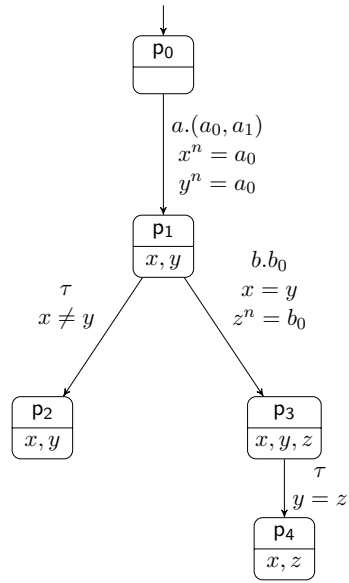 p₀
a.(a₀, a₁)
xⁿ = a₀
yⁿ = a₀
p₁
x, y
τ
x ≠ y
b.b₀
x = y
zⁿ = b₀
p₂
x, y
p₃
x, y, z
τ
y = z
p₄
x, z